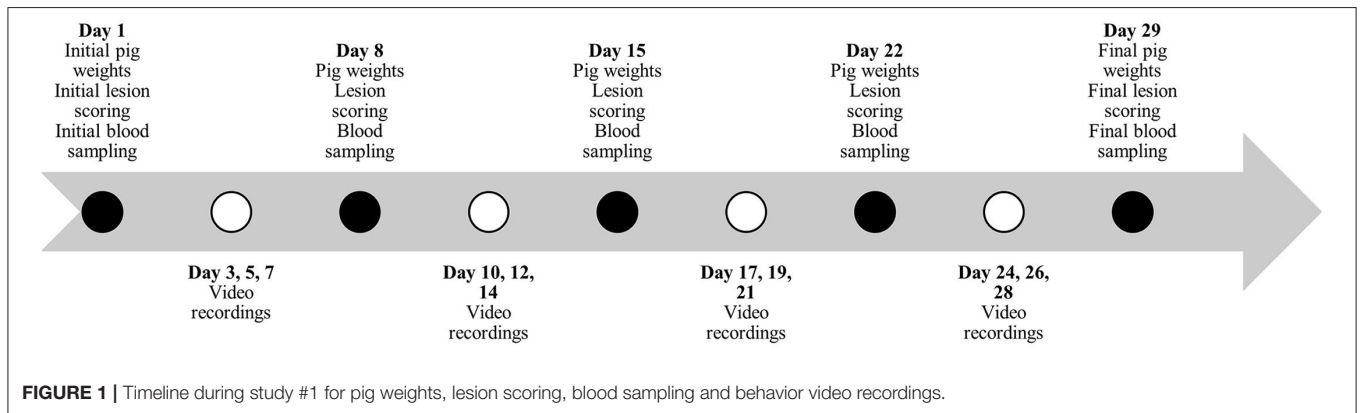 Day 1
Initial pig
weights
Initial lesion
scoring
Initial blood
sampling
Day 8
Pig weights
Lesion
scoring
Blood
sampling
Day 15
Pig weights
Lesion
scoring
Blood
sampling
Day 22
Pig weights
Lesion
scoring
Blood
sampling
Day 29
Final pig
weights
Final lesion
scoring
Final blood
sampling
Day 3, 5, 7
Video
recordings
Day 10, 12,
14
Video
recordings
Day 17, 19,
21
Video
recordings
Day 24, 26,
28
Video
recordings
FIGURE 1 | Timeline during study #1 for pig weights, lesion scoring, blood sampling and behavior video recordings.